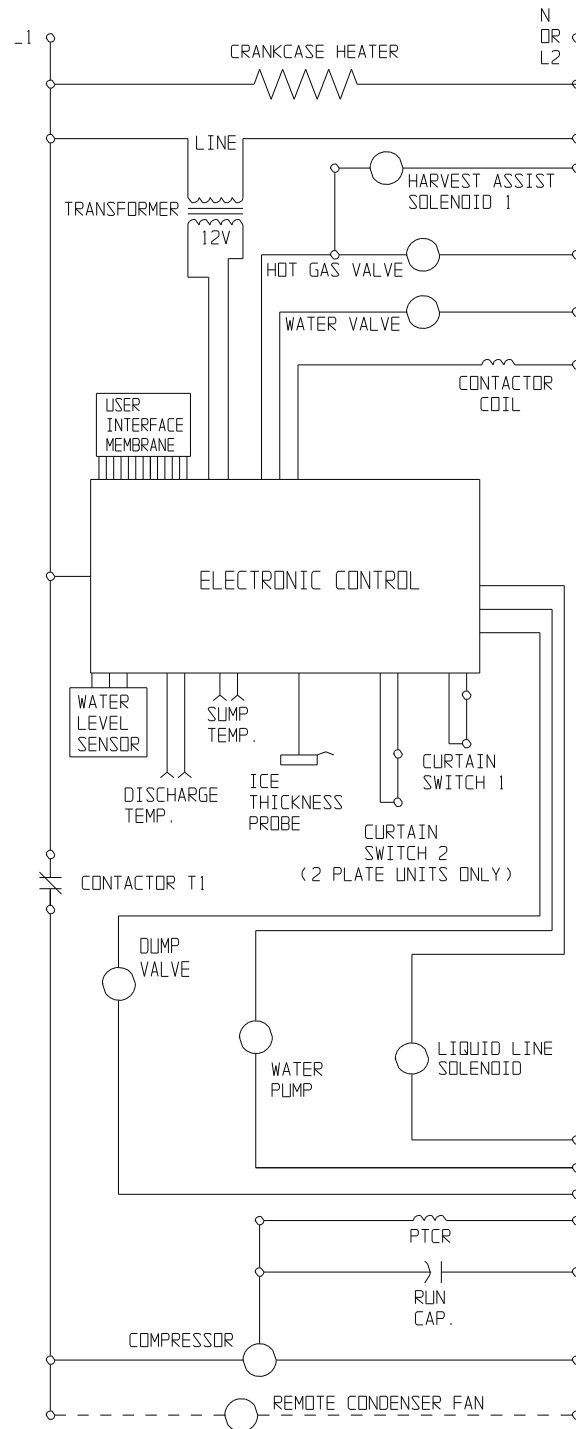 _1
N
OR
L2
CRANKCASE HEATER
LINE
HARVEST ASSIST
SOLENOID 1
TRANSFORMER
12V
HOT GAS VALVE
WATER VALVE
CONTACTOR
COIL
USER
INTERFACE
MEMBRANE
ELECTRONIC CONTROL
WATER
LEVEL
SENSOR
SUMP
TEMP.
DISCHARGE
TEMP.
ICE
THICKNESS
PROBE
CURTAIN
SWITCH 1
CURTAIN
SWITCH 2
(2 PLATE UNITS ONLY)
CONTACTOR T1
DUMP
VALVE
WATER
PUMP
LIQUID LINE
SOLENOID
PTCR
RUN
CAP.
COMPRESSOR
REMOTE CONDENSER FAN